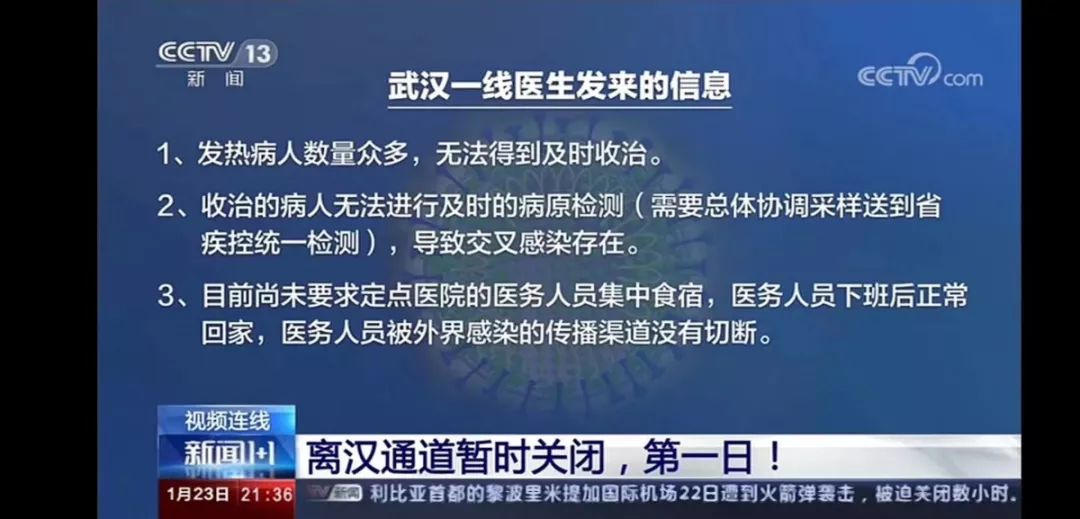 CCTV 13
新闻
CCTV.com
武汉一线医生发来的信息
1、发热病人数量众多，无法得到及时收治。
2、收治的病人无法进行及时的病原检测（需要总体协调采样送到省
疾控统一检测），导致交叉感染存在。
3、目前尚未要求定点医院的医务人员集中食宿，医务人员下班后正常
回家，医务人员被外界感染的传播渠道没有切断。
视频连线
新闻1+1
离汉通道暂时关闭，第一日！
1月23日 21:36
CCTV新闻 利比亚首都的黎波里米提加国际机场22日遭到火箭弹袭击，被迫关闭数小时。